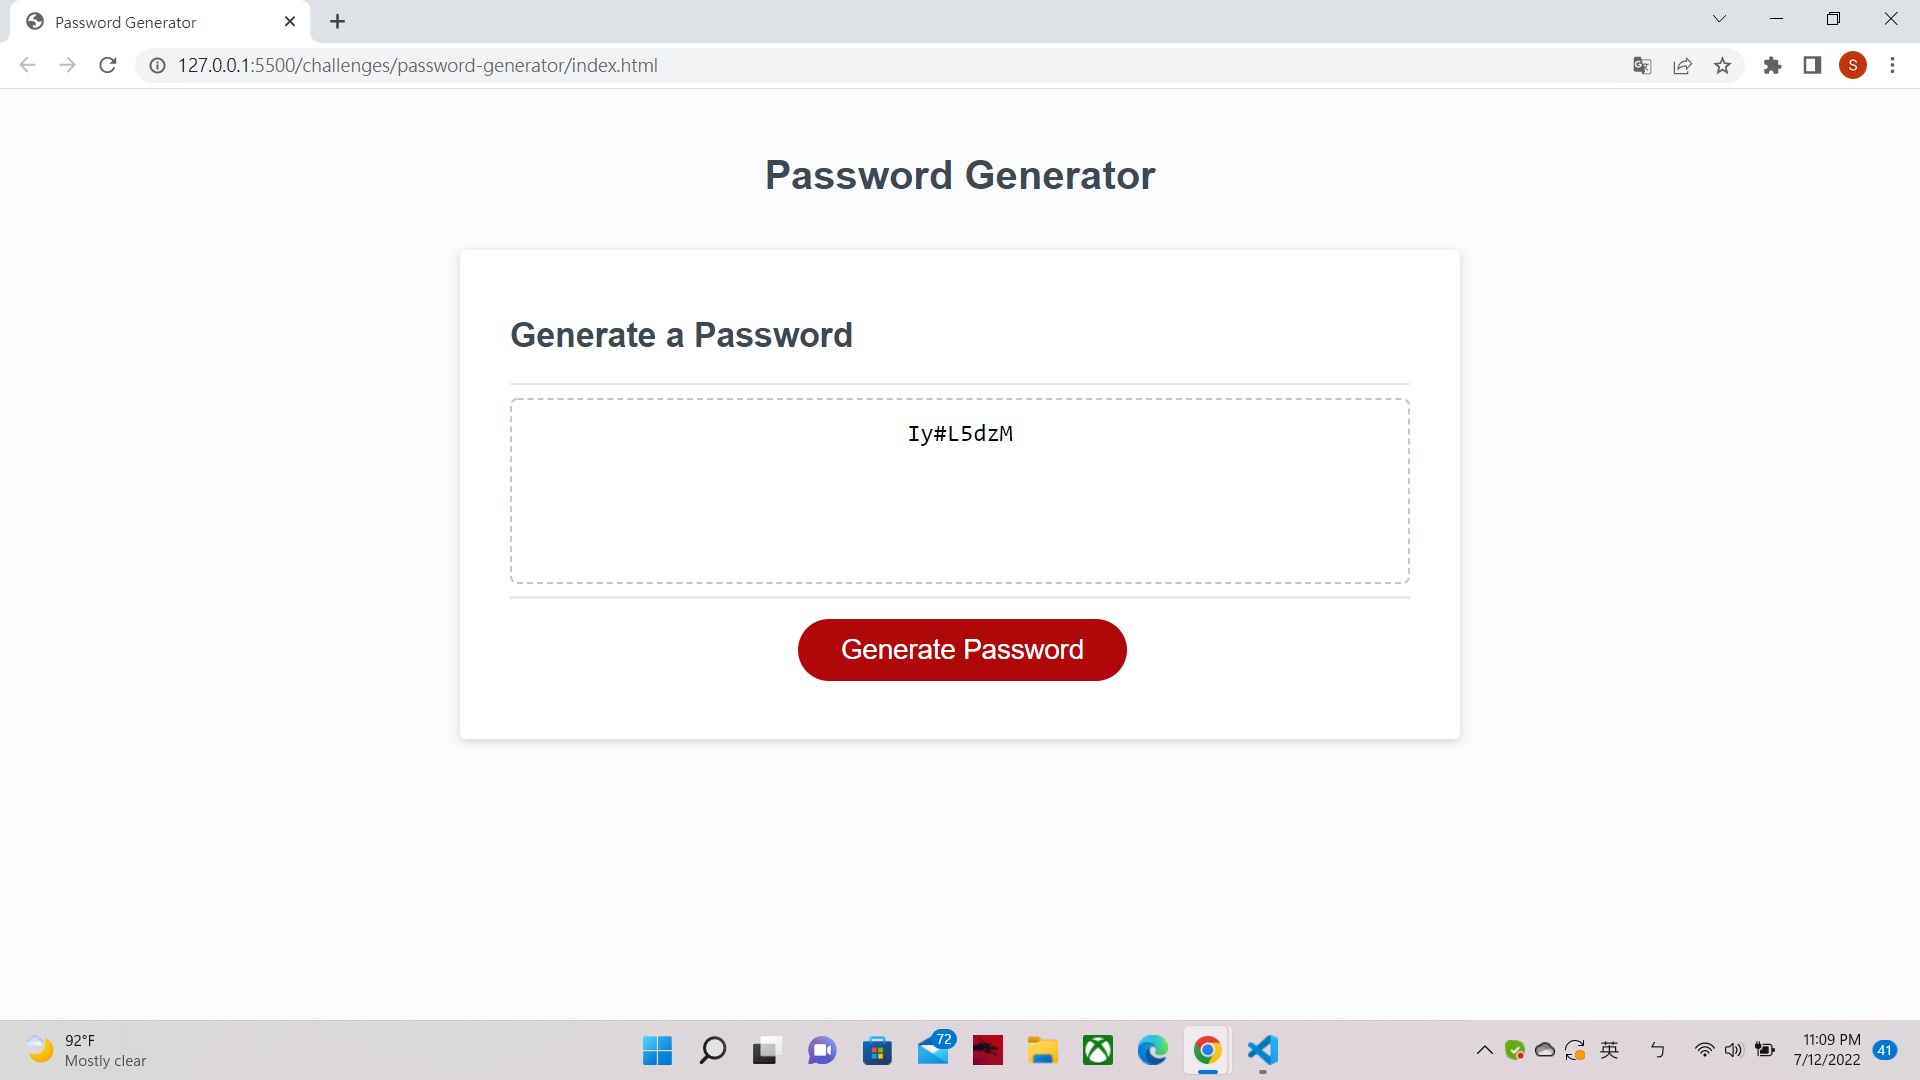 Password Generator
127.0.0.1:5500/challenges/password-generator/index.html
S
Password Generator
Generate a Password
Iy#L5dzM
Generate Password
92°F
Mostly clear
72
英
ㄅ
11:09 PM
7/12/2022
41